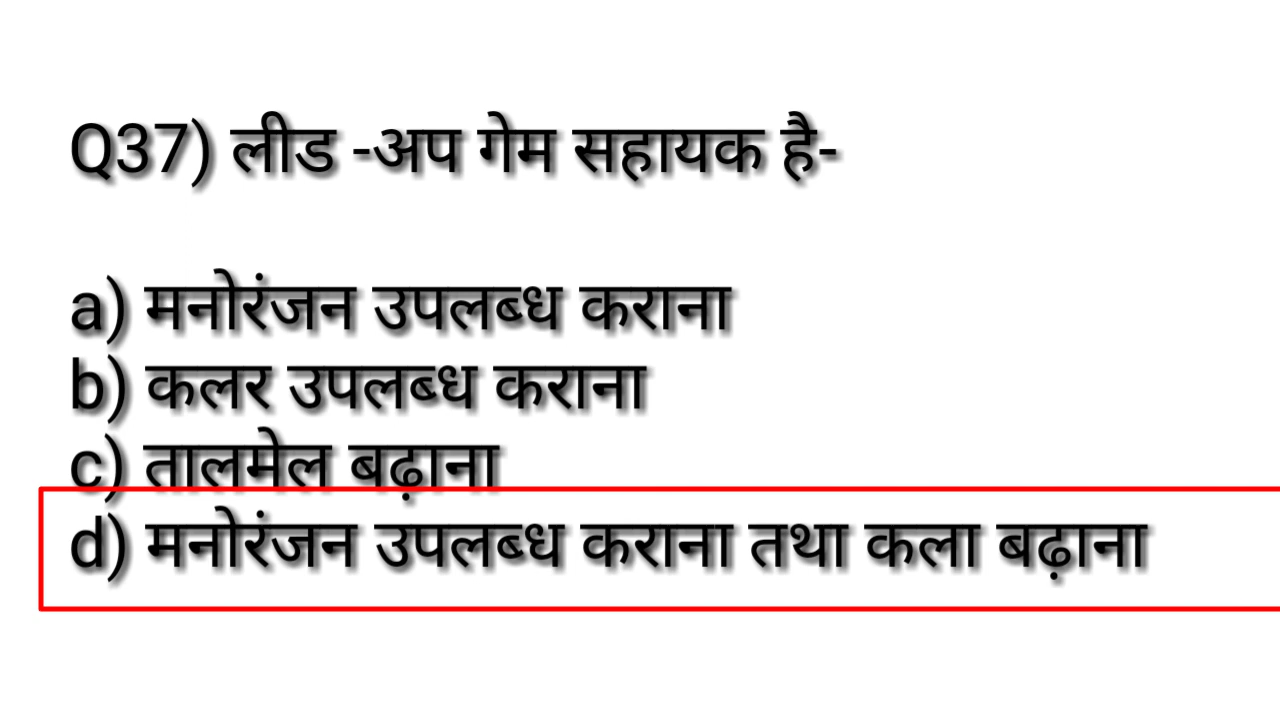 Q37) लीड -अप गेम सहायक है-
a) मनोरंजन उपलब्ध कराना
b) कलर उपलब्ध कराना
c) तालमेल बढ़ाना
d) मनोरंजन उपलब्ध कराना तथा कला बढ़ाना